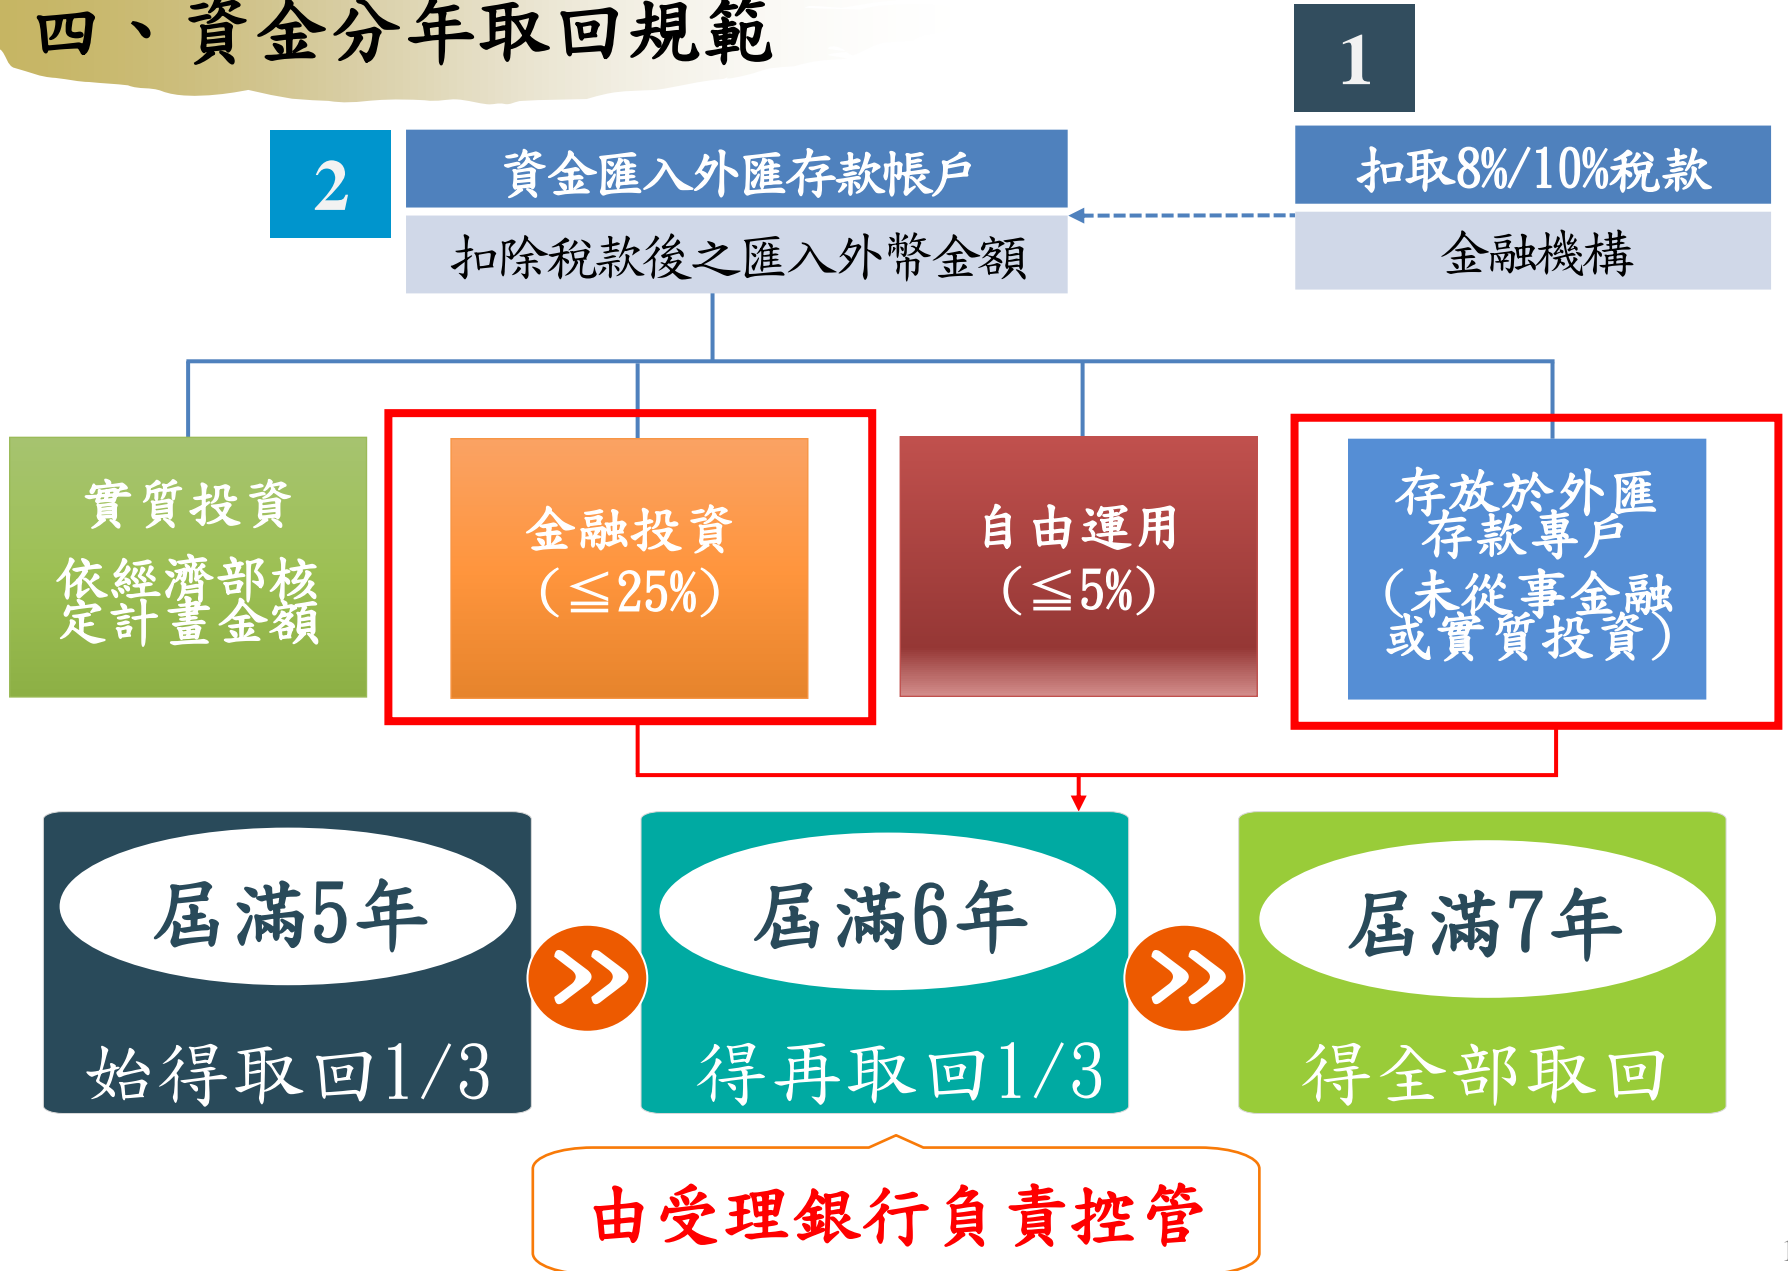 四、資金分年取回規範
1
2
資金匯入外匯存款帳戶
扣除稅款後之匯入外幣金額
扣取8%/10%稅款
金融機構
實質投資
依經濟部核
定計畫金額
金融投資
(≦25%)
自由運用
(≦5%)
存放於外匯
存款專戶
(未從事金融
或實質投資)
屆滿5年
始得取回1/3
屆滿6年
得再取回1/3
屆滿7年
得全部取回
由受理銀行負責控管